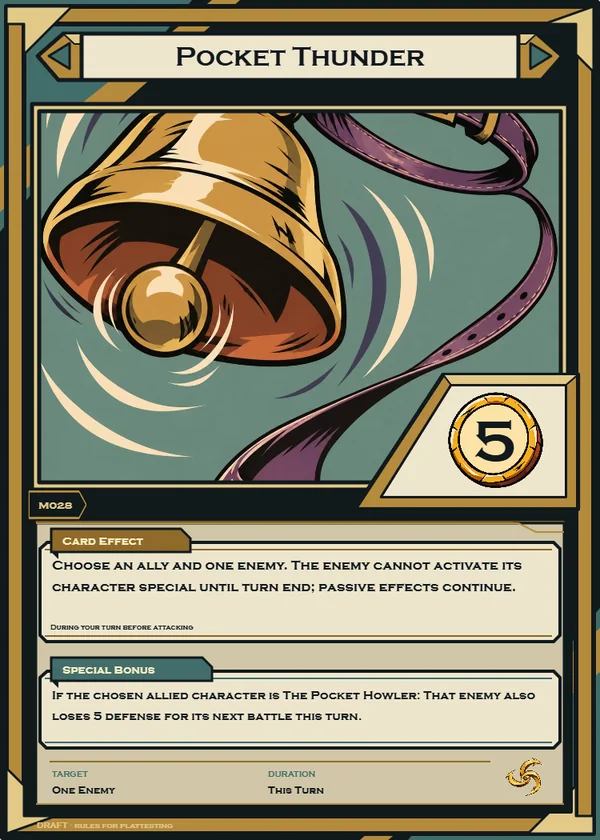 Pocket Thunder
5
M028
Card Effect
Choose an ally and one enemy. The enemy cannot activate its
character special until turn end; passive effects continue.
During your turn before attacking
Special Bonus
If the chosen allied character is The Pocket Howler: That enemy also
loses 5 defense for its next battle this turn.
Target
Duration
One Enemy
This Turn
DRAFT · Rules for playtesting